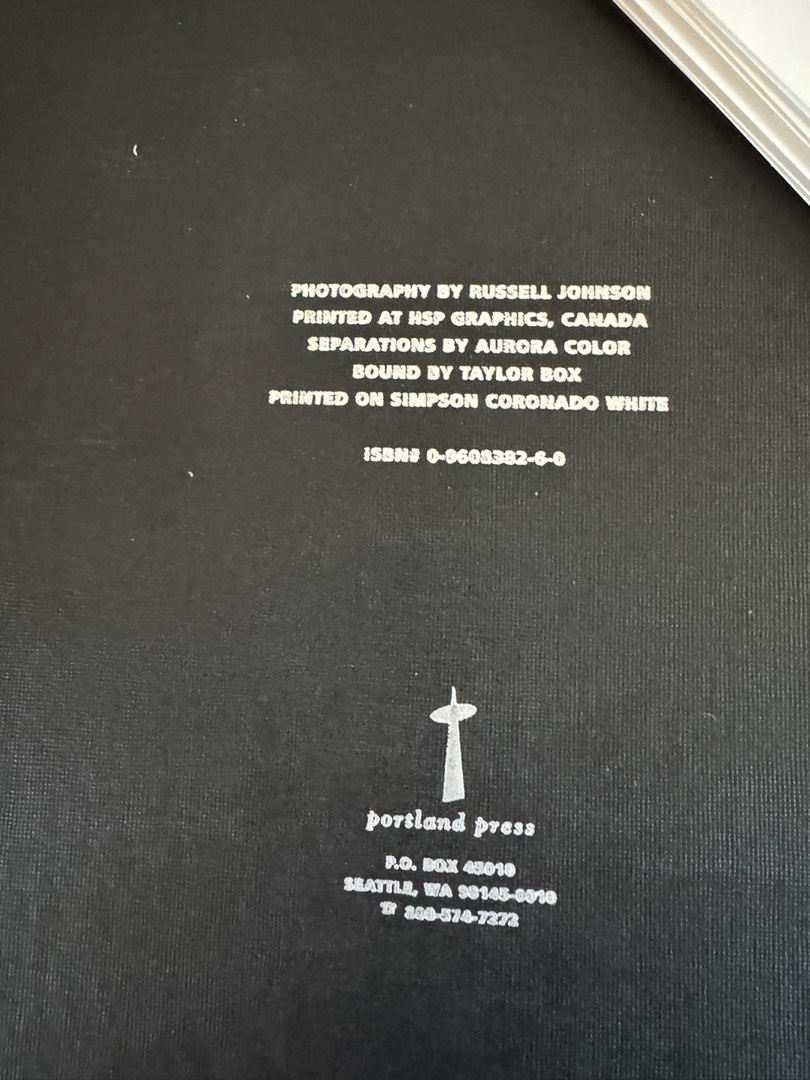 PHOTOGRAPHY BY RUSSELL JOHNSON
PRINTED AT HSP GRAPHICS, CANADA
SEPARATIONS BY AURORA COLOR
BOUND BY TAYLOR BOX
PRINTED ON SIMPSON CORONADO WHITE
ISBN# 0-9608382-6-0
portland press
P.O. BOX 45010
SEATTLE, WA 98145-0010
☎ 800-574-7272